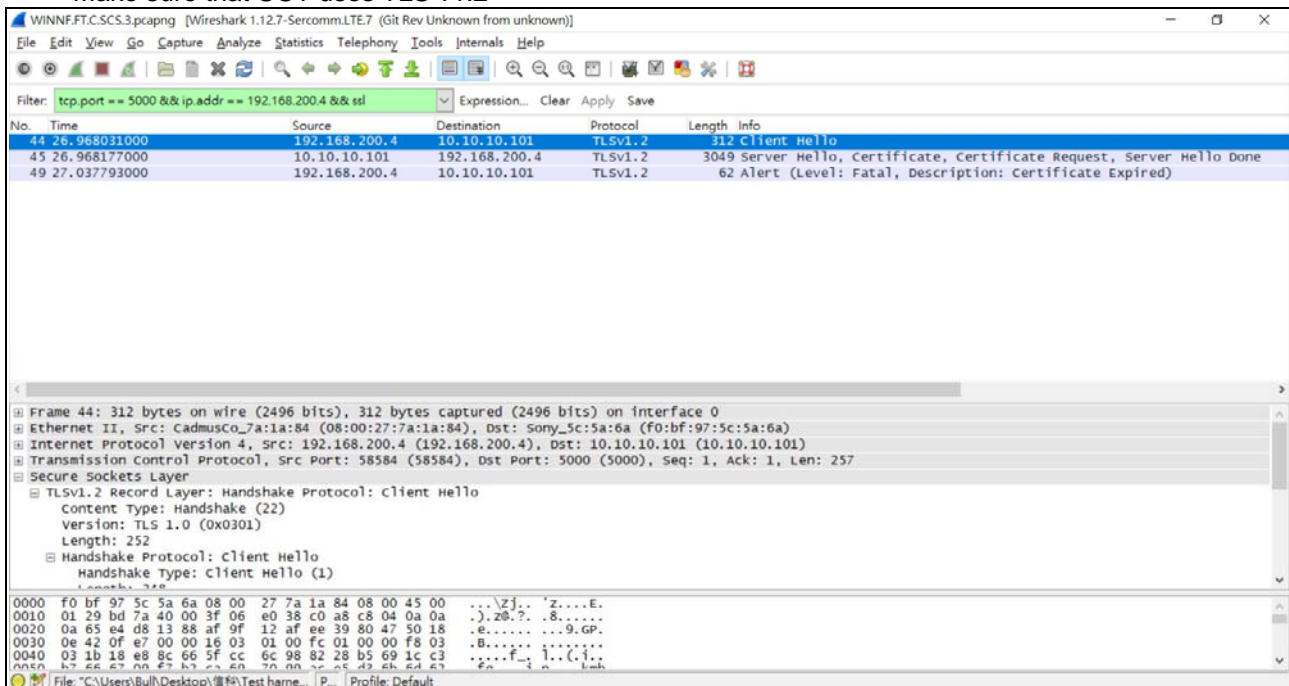 WINNF.FT.C.SCS.3.pcapng [Wireshark 1.12.7-Sercomm.LTE.7 (Git Rev Unknown from unknown)]
File Edit View Go Capture Analyze Statistics Telephony Tools Internals Help
Filter: tcp.port == 5000 && ip.addr == 192.168.200.4 && ssl Expression... Clear Apply Save
No. Time Source Destination Protocol Length Info
44 26.968031000 192.168.200.4 10.10.10.101 TLSv1.2 312 Client Hello
45 26.968177000 10.10.10.101 192.168.200.4 TLSv1.2 3049 Server Hello, Certificate, Certificate Request, Server Hello Done
49 27.037793000 192.168.200.4 10.10.10.101 TLSv1.2 62 Alert (Level: Fatal, Description: Certificate Expired)
Frame 44: 312 bytes on wire (2496 bits), 312 bytes captured (2496 bits) on interface 0
Ethernet II, Src: CadmusCo_7a:1a:84 (08:00:27:7a:1a:84), Dst: Sony_5c:5a:6a (f0:bf:97:5c:5a:6a)
Internet Protocol Version 4, Src: 192.168.200.4 (192.168.200.4), Dst: 10.10.10.101 (10.10.10.101)
Transmission Control Protocol, Src Port: 58584 (58584), Dst Port: 5000 (5000), Seq: 1, Ack: 1, Len: 257
Secure Sockets Layer
TLSv1.2 Record Layer: Handshake Protocol: Client Hello
Content Type: Handshake (22)
Version: TLS 1.0 (0x0301)
Length: 252
Handshake Protocol: Client Hello
Handshake Type: Client Hello (1)
0000 f0 bf 97 5c 5a 6a 08 00 27 7a 1a 84 08 00 45 00 ...\Zj.. 'z....E.
0010 01 29 bd 7a 40 00 3f 06 e0 38 c0 a8 c8 04 0a 0a .).z@.?. .8......
0020 0a 65 e4 d8 13 88 af 9f 12 af ee 39 80 47 50 18 .e...... ...9.GP.
0030 0e 42 0f e7 00 00 16 03 01 00 fc 01 00 00 f8 03 .B...... ........
0040 03 1b 18 e8 8c 66 5f cc 6c 98 82 28 b5 69 1c c3 .....f_. l..(.i..
File: "C:\Users\Bull\Desktop\信科\Test harne... P... Profile: Default